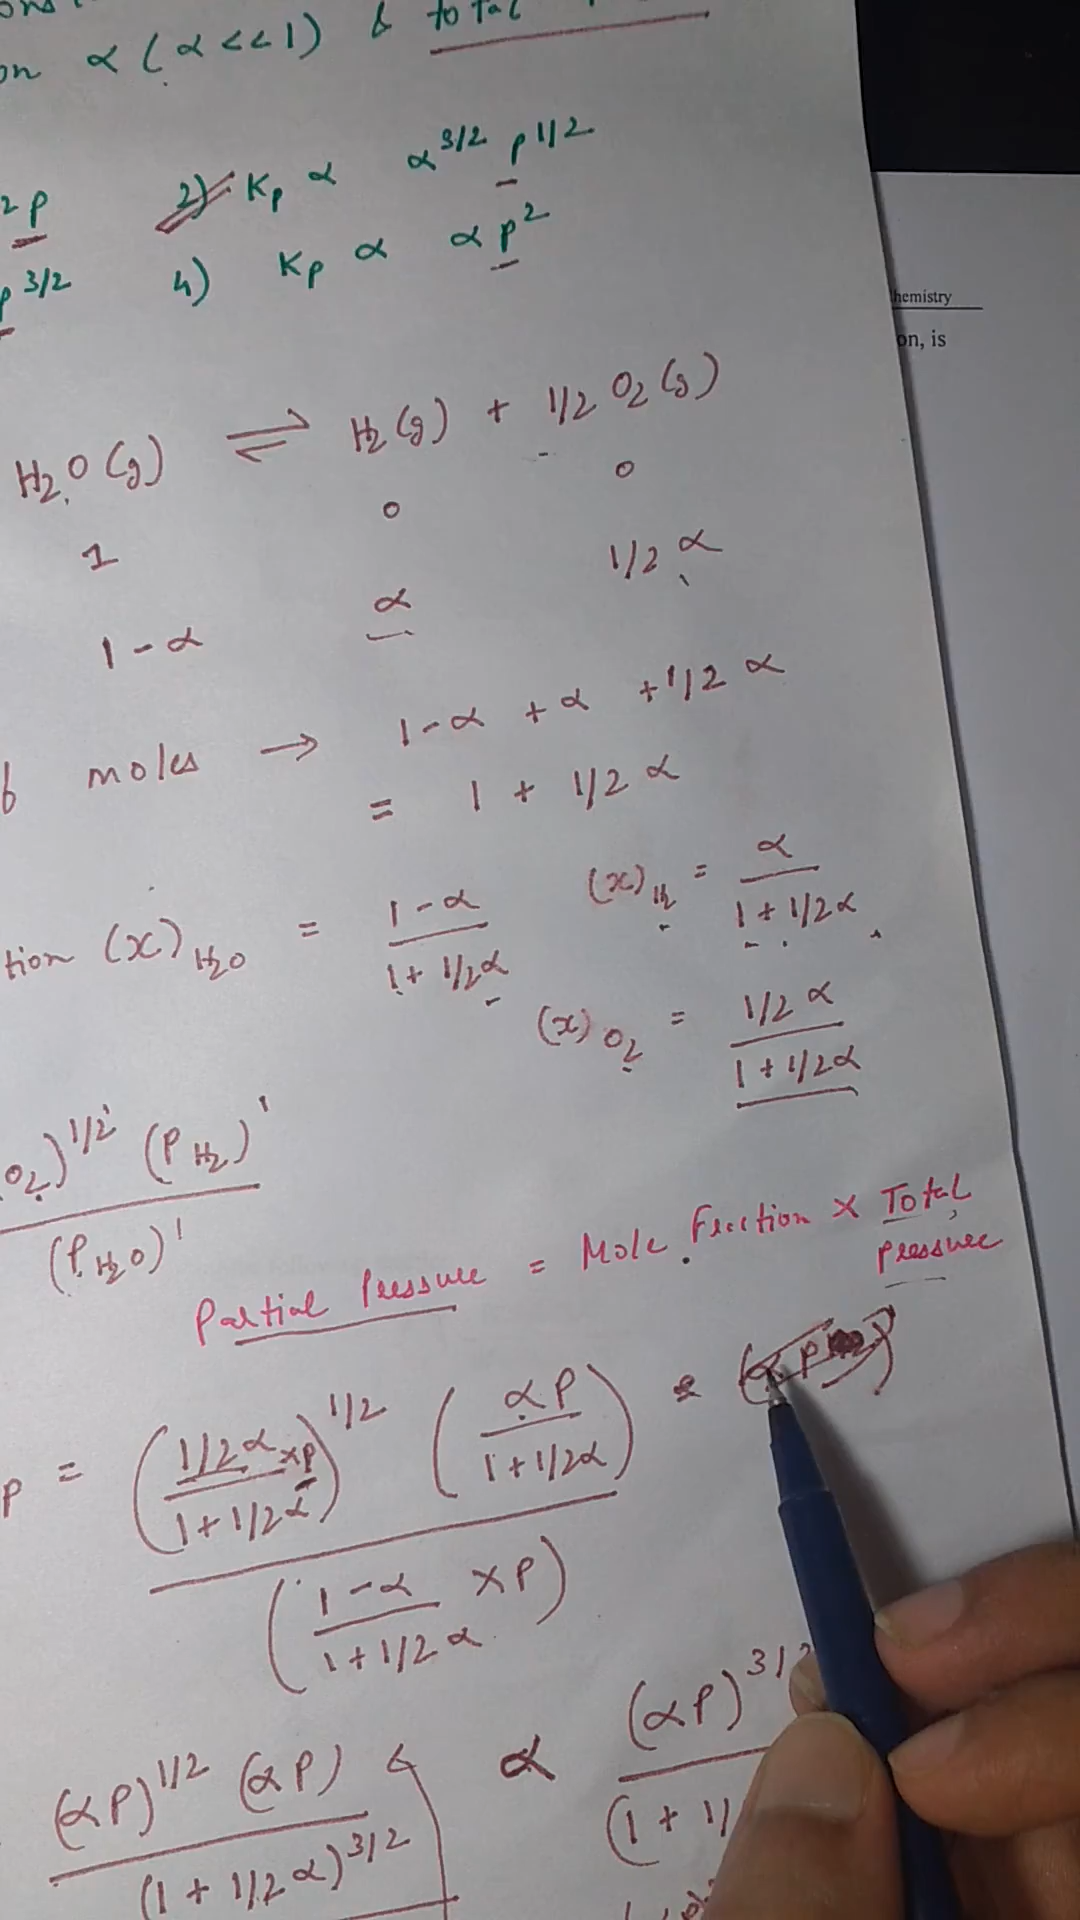 on α (α<<1) & total
2 p 2) Kp α α^3/2 p^1/2
p^3/2 4) Kp α α p^2
hemistry
on, is
H2O(g) ⇌ H2(g) + 1/2 O2(g)
1 0 0
1-α α 1/2 α
moles → 1-α + α + 1/2 α
= 1 + 1/2 α
tion (x)H2O = 1-α / 1+1/2α (x)H2 = α / 1+1/2α
(x)O2 = 1/2 α / 1+1/2α
O2)^1/2 (PH2)^1 / (PH2O)^1
Partial Pressure = Mole Fraction × Total Pressure
P = (1/2α × P / 1+1/2α)^1/2 (αP / 1+1/2α) / (1-α / 1+1/2α × P)
(αP)^1/2 (αP) / (1+1/2α)^3/2 α (αP)^3/2 / (1+1/